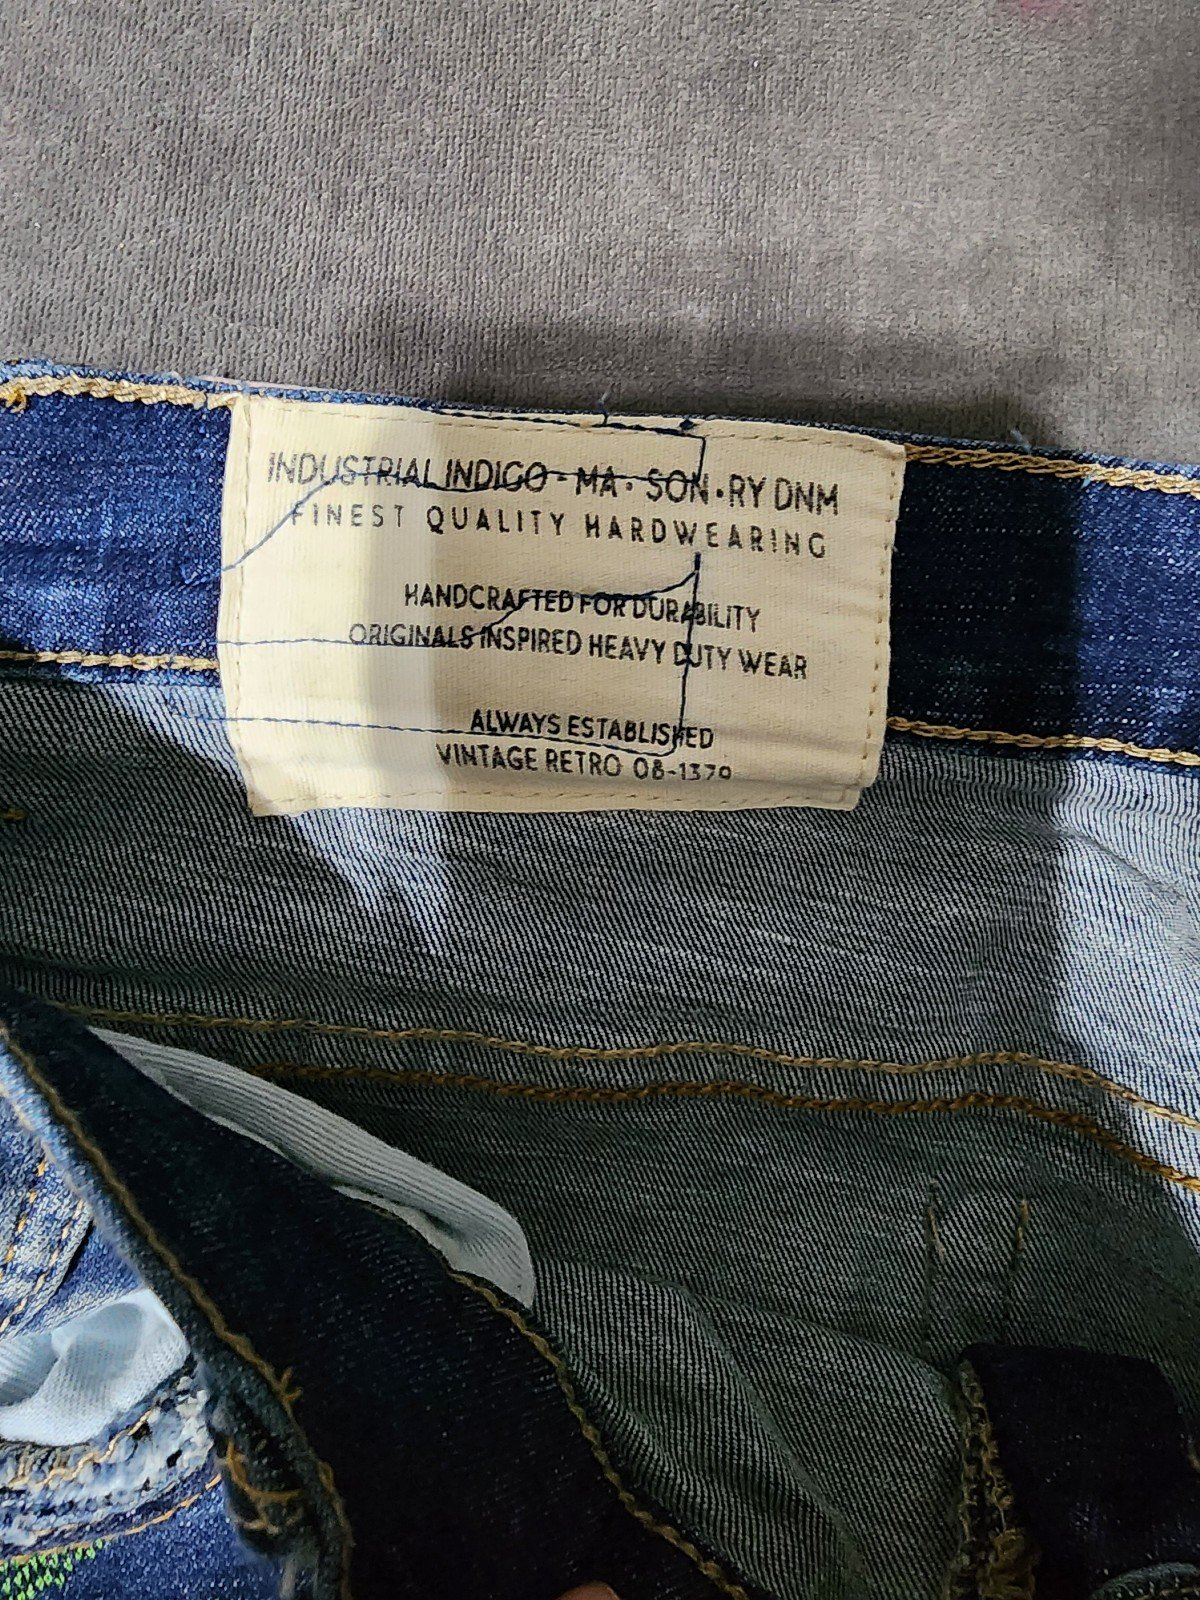 INDUSTRIAL INDIGO - MA • SON • RY DNM
FINEST QUALITY HARDWEARING
HANDCRAFTED FOR DURABILITY
ORIGINALS INSPIRED HEAVY DUTY WEAR
ALWAYS ESTABLISHED
VINTAGE RETRO 08-1379